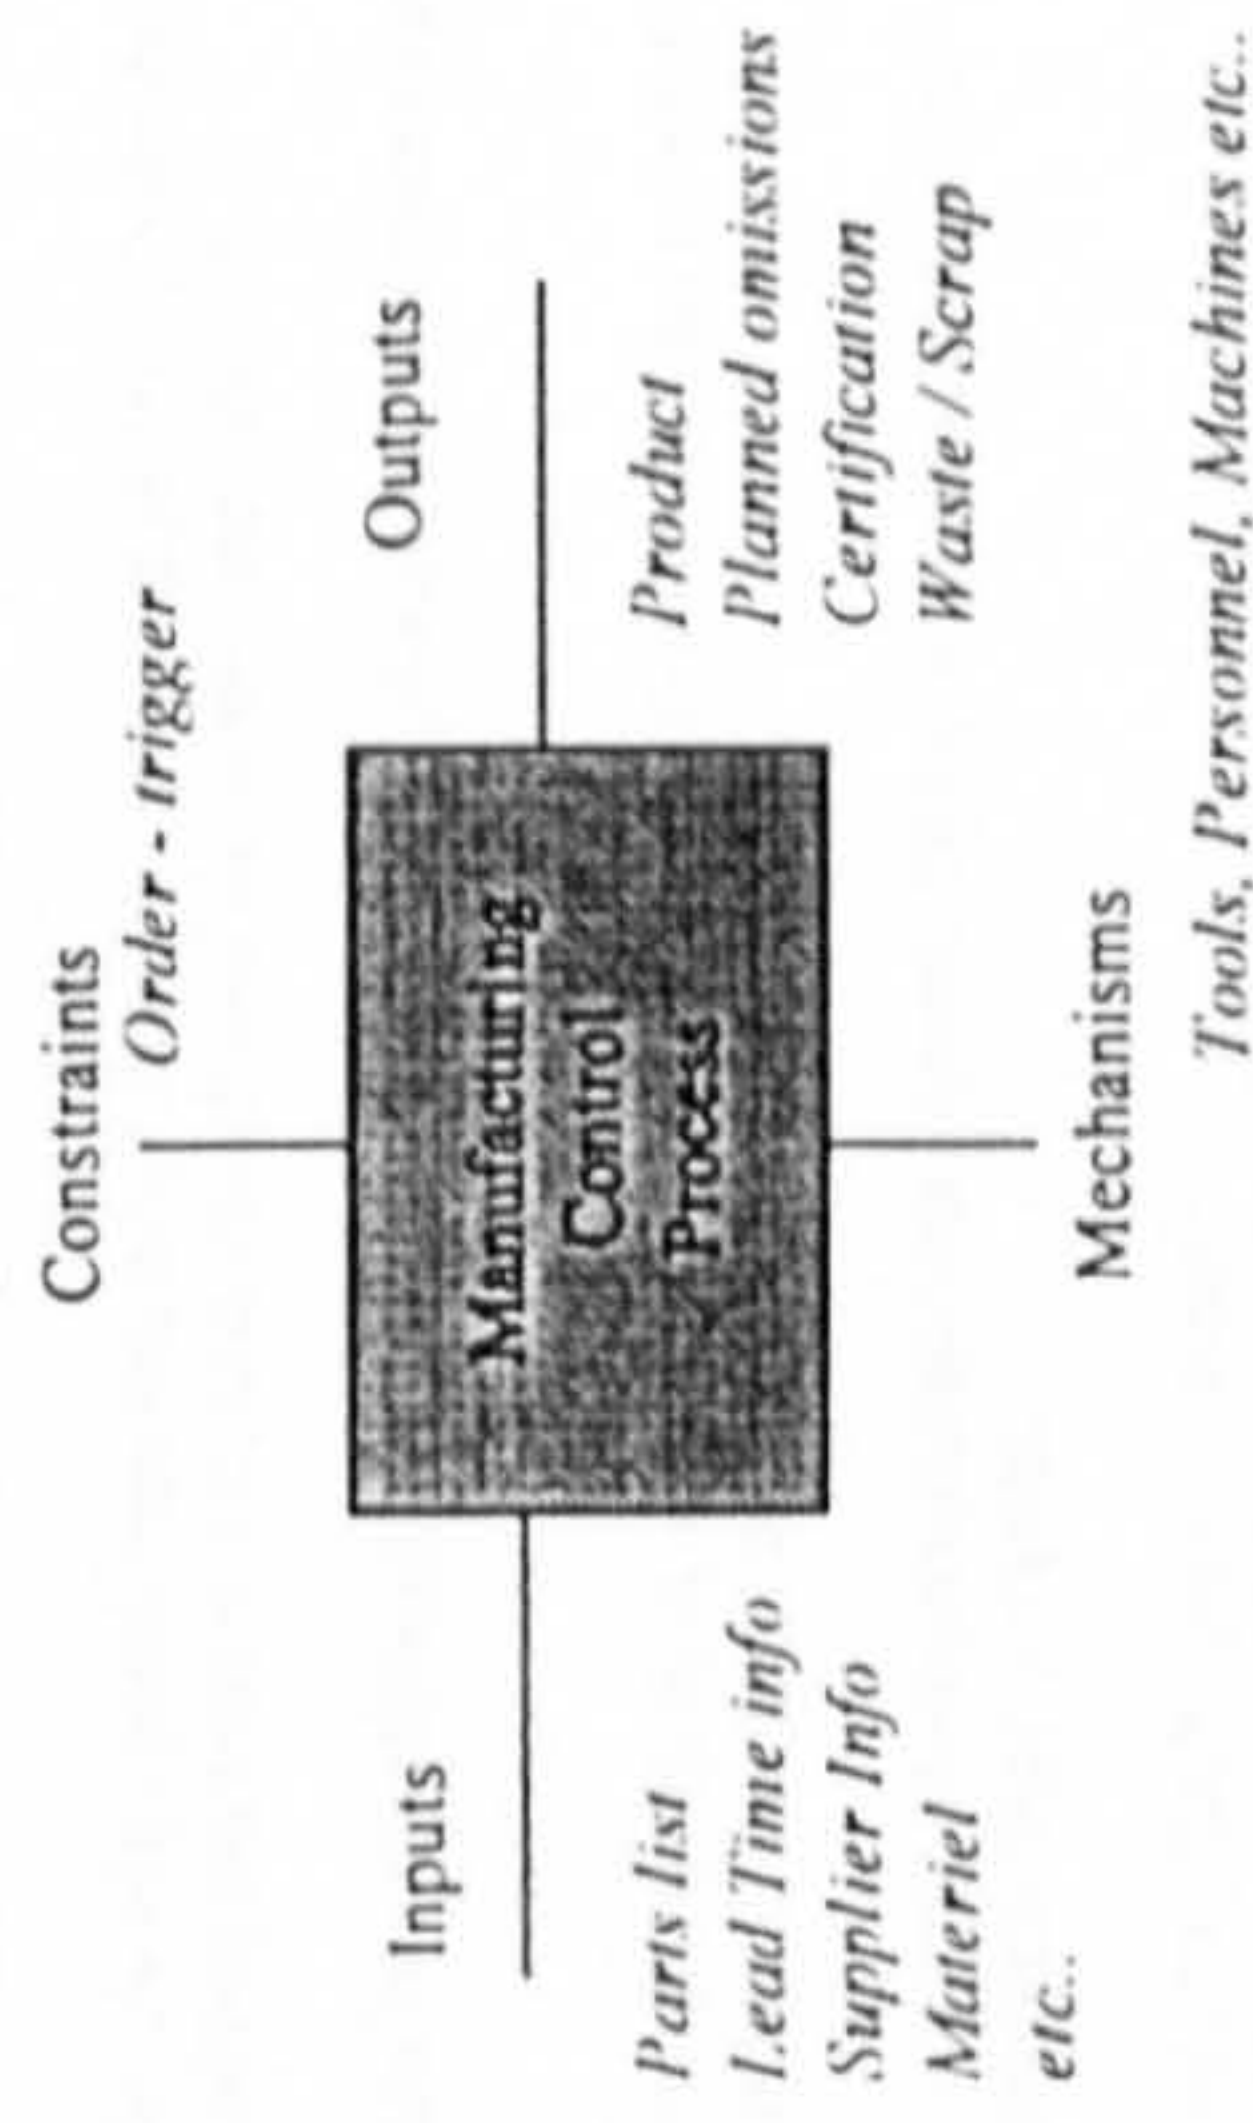 Constraints
Order - trigger
Inputs
Outputs
Manufacturing
Control
Process
Parts list
Lead Time info
Supplier Info
Materiel
etc..
Product
Planned omissions
Certification
Waste / Scrap
Mechanisms
Tools, Personnel, Machines etc..